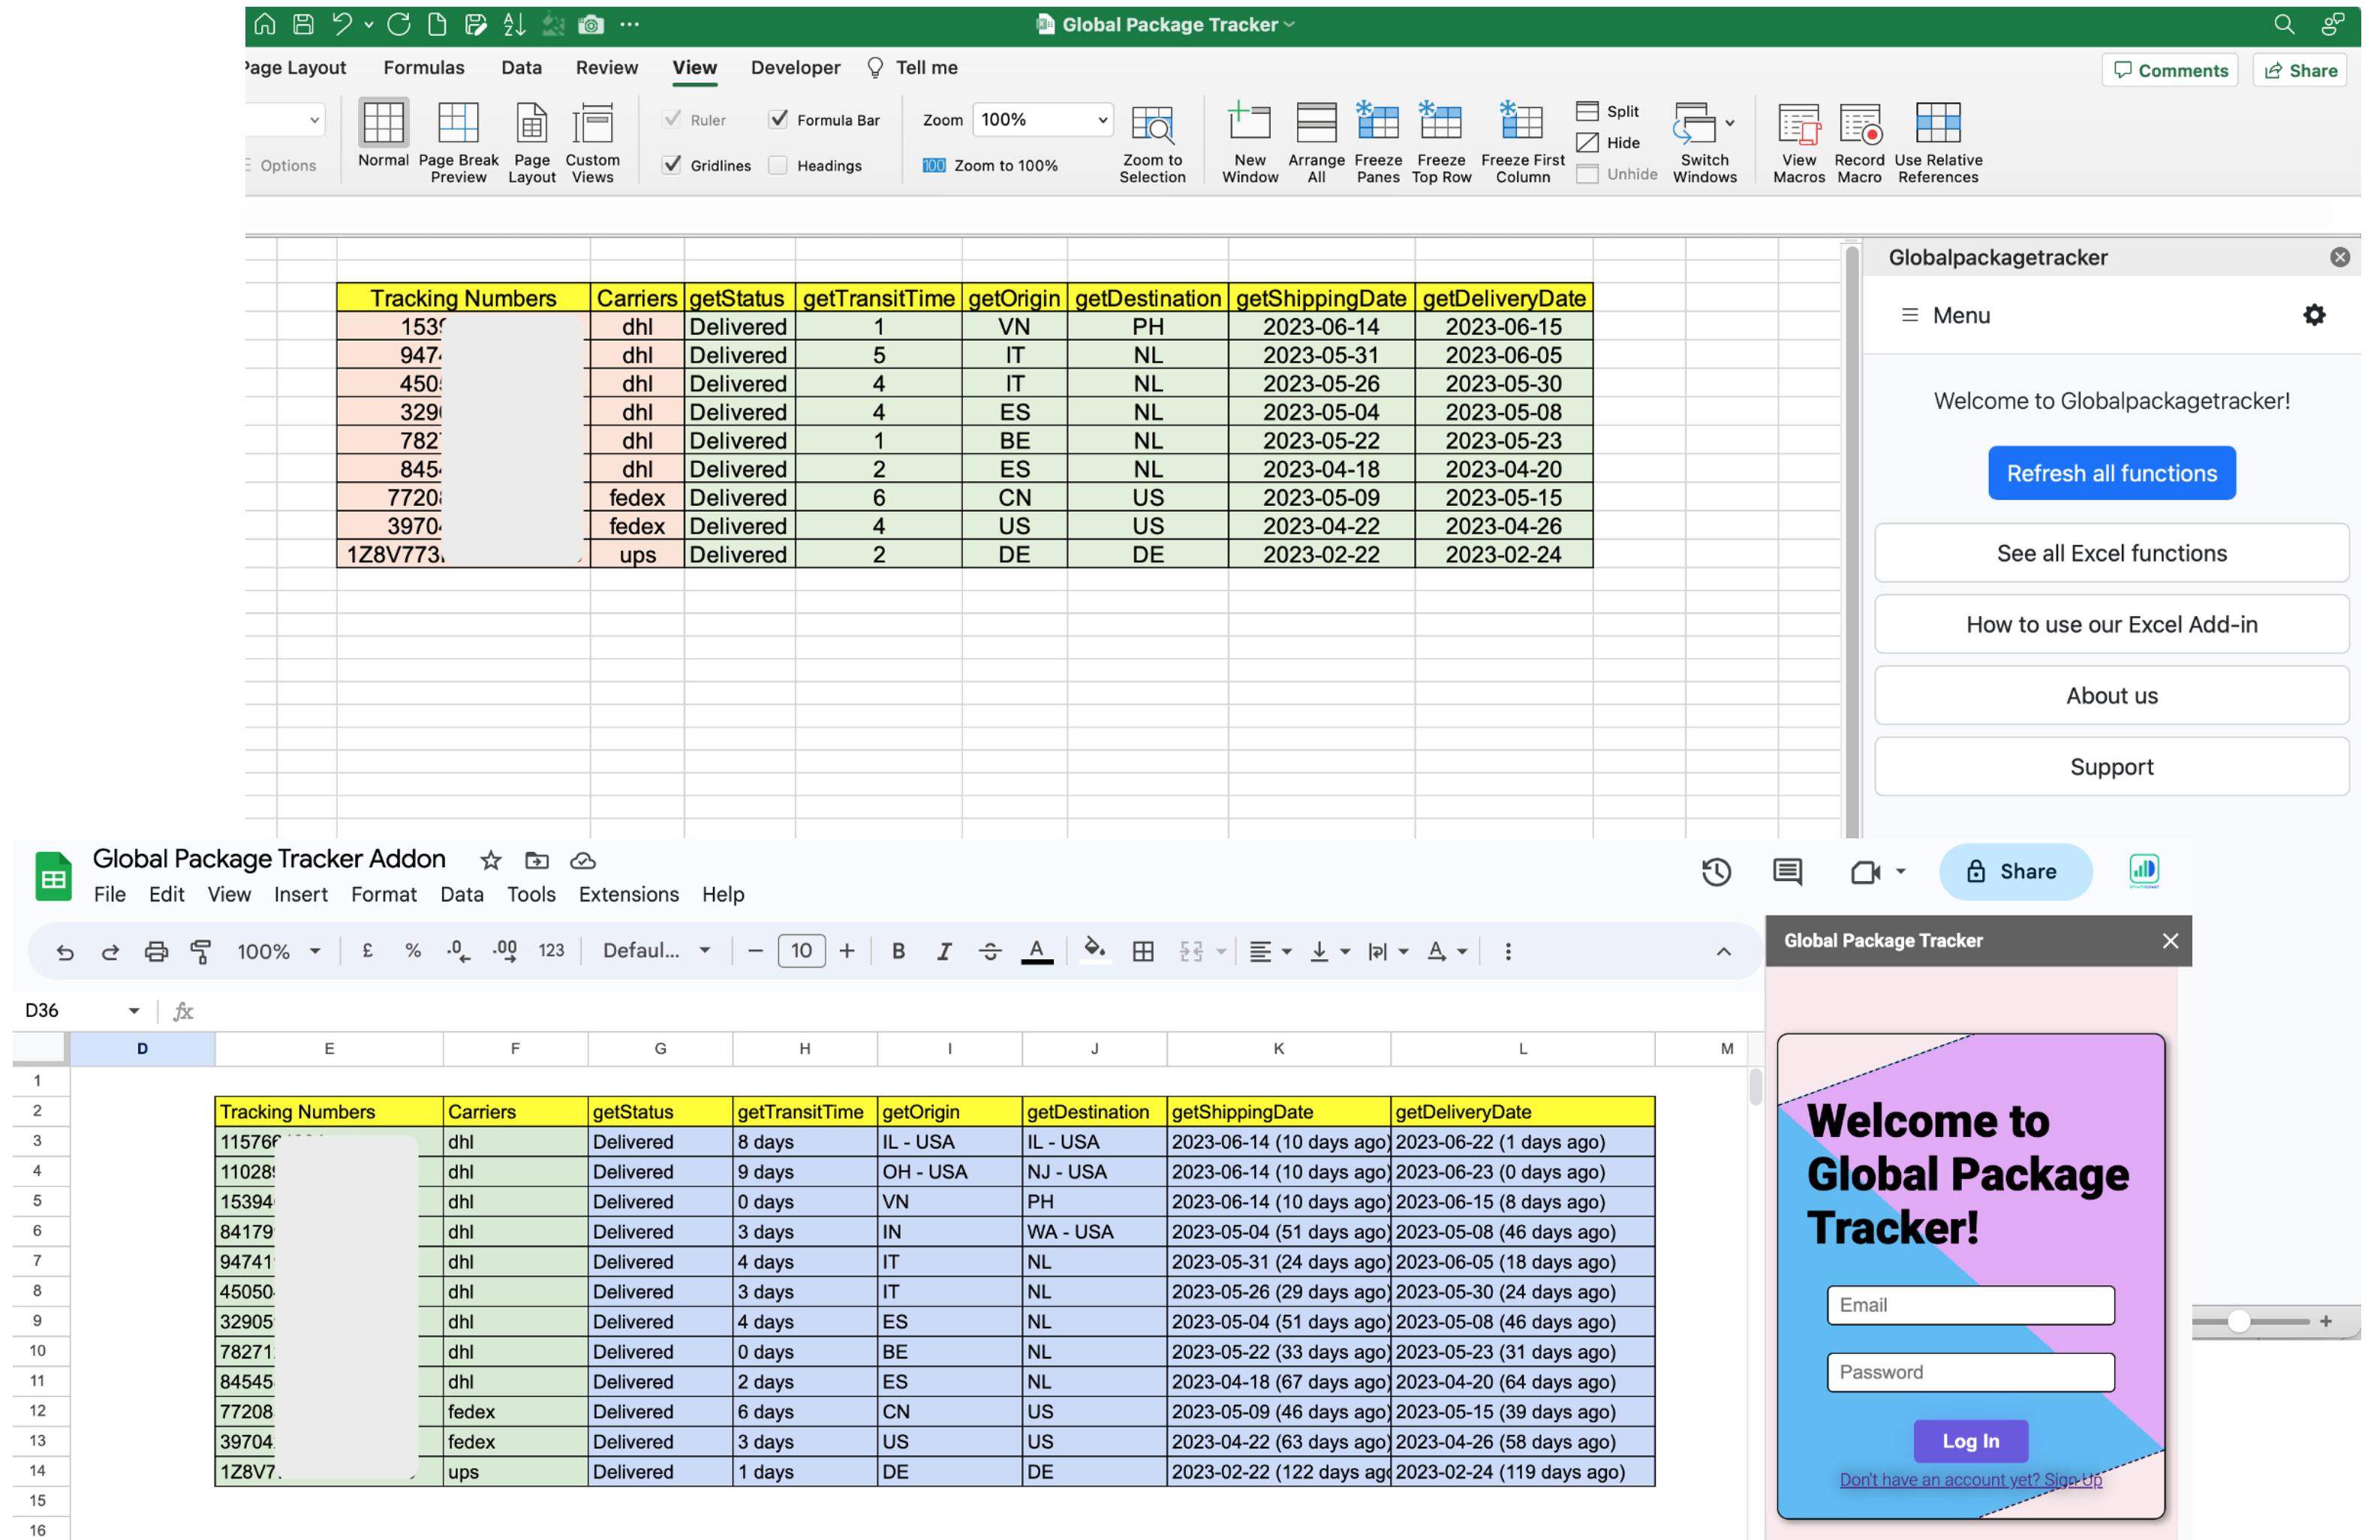 Global Package Tracker
Page Layout Formulas Data Review View Developer Tell me Comments Share
Options Normal Page Break Preview Page Layout Custom Views
Ruler Formula Bar
Gridlines Headings
Zoom 100%
100 Zoom to 100%
Zoom to Selection
New Window Arrange All Freeze Panes Freeze Top Row Freeze First Column
Split
Hide
Unhide
Switch Windows View Macros Record Macro Use Relative References
Tracking Numbers Carriers getStatus getTransitTime getOrigin getDestination getShippingDate getDeliveryDate
153 dhl Delivered 1 VN PH 2023-06-14 2023-06-15
947 dhl Delivered 5 IT NL 2023-05-31 2023-06-05
450 dhl Delivered 4 IT NL 2023-05-26 2023-05-30
329 dhl Delivered 4 ES NL 2023-05-04 2023-05-08
782 dhl Delivered 1 BE NL 2023-05-22 2023-05-23
845 dhl Delivered 2 ES NL 2023-04-18 2023-04-20
7720 fedex Delivered 6 CN US 2023-05-09 2023-05-15
3970 fedex Delivered 4 US US 2023-04-22 2023-04-26
1Z8V773 ups Delivered 2 DE DE 2023-02-22 2023-02-24
Globalpackagetracker
Menu
Welcome to Globalpackagetracker!
Refresh all functions
See all Excel functions
How to use our Excel Add-in
About us
Support
Global Package Tracker Addon
File Edit View Insert Format Data Tools Extensions Help
Share
100% £ % .0 .00 123 Defaul... 10 B I S A
D36 fx
D E F G H I J K L M
1
2 Tracking Numbers Carriers getStatus getTransitTime getOrigin getDestination getShippingDate getDeliveryDate
3 11576 dhl Delivered 8 days IL - USA IL - USA 2023-06-14 (10 days ago) 2023-06-22 (1 days ago)
4 11028 dhl Delivered 9 days OH - USA NJ - USA 2023-06-14 (10 days ago) 2023-06-23 (0 days ago)
5 15394 dhl Delivered 0 days VN PH 2023-06-14 (10 days ago) 2023-06-15 (8 days ago)
6 84179 dhl Delivered 3 days IN WA - USA 2023-05-04 (51 days ago) 2023-05-08 (46 days ago)
7 94741 dhl Delivered 4 days IT NL 2023-05-31 (24 days ago) 2023-06-05 (18 days ago)
8 45050 dhl Delivered 3 days IT NL 2023-05-26 (29 days ago) 2023-05-30 (24 days ago)
9 32905 dhl Delivered 4 days ES NL 2023-05-04 (51 days ago) 2023-05-08 (46 days ago)
10 78271 dhl Delivered 0 days BE NL 2023-05-22 (33 days ago) 2023-05-23 (31 days ago)
11 84545 dhl Delivered 2 days ES NL 2023-04-18 (67 days ago) 2023-04-20 (64 days ago)
12 77208 fedex Delivered 6 days CN US 2023-05-09 (46 days ago) 2023-05-15 (39 days ago)
13 39704 fedex Delivered 3 days US US 2023-04-22 (63 days ago) 2023-04-26 (58 days ago)
14 1Z8V7 ups Delivered 1 days DE DE 2023-02-22 (122 days ag 2023-02-24 (119 days ago)
15
16
Global Package Tracker
Welcome to
Global Package
Tracker!
Email
Password
Log In
Don't have an account yet? Sign Up